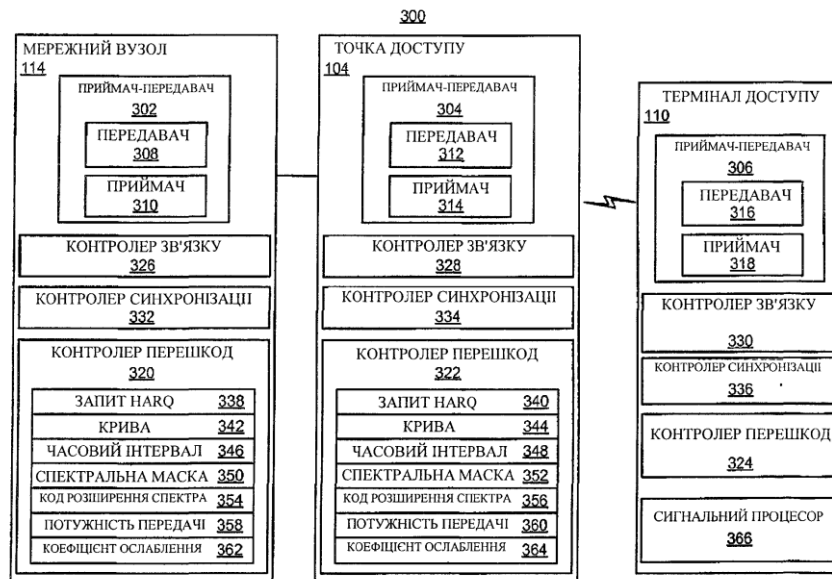 300
МЕРЕЖНИЙ ВУЗОЛ
114
ПРИЙМАЧ-ПЕРЕДАВАЧ
302
ПЕРЕДАВАЧ
308
ПРИЙМАЧ
310
КОНТРОЛЕР ЗВ'ЯЗКУ
326
КОНТРОЛЕР СИНХРОНІЗАЦІЇ
332
КОНТРОЛЕР ПЕРЕШКОД
320
ЗАПИТ HARQ 338
КРИВА 342
ЧАСОВИЙ ІНТЕРВАЛ 346
СПЕКТРАЛЬНА МАСКА 350
КОД РОЗШИРЕННЯ СПЕКТРА 354
ПОТУЖНІСТЬ ПЕРЕДАЧІ 358
КОЕФІЦІЄНТ ОСЛАБЛЕННЯ 362
ТОЧКА ДОСТУПУ
104
ПРИЙМАЧ-ПЕРЕДАВАЧ
304
ПЕРЕДАВАЧ
312
ПРИЙМАЧ
314
КОНТРОЛЕР ЗВ'ЯЗКУ
328
КОНТРОЛЕР СИНХРОНІЗАЦІЇ
334
КОНТРОЛЕР ПЕРЕШКОД
322
ЗАПИТ HARQ 340
КРИВА 344
ЧАСОВИЙ ІНТЕРВАЛ 348
СПЕКТРАЛЬНА МАСКА 352
КОД РОЗШИРЕННЯ СПЕКТРА 356
ПОТУЖНІСТЬ ПЕРЕДАЧІ 360
КОЕФІЦІЄНТ ОСЛАБЛЕННЯ 364
ТЕРМІНАЛ ДОСТУПУ
110
ПРИЙМАЧ-ПЕРЕДАВАЧ
306
ПЕРЕДАВАЧ
316
ПРИЙМАЧ
318
КОНТРОЛЕР ЗВ'ЯЗКУ
330
КОНТРОЛЕР СИНХРОНІЗАЦІЇ
336
КОНТРОЛЕР ПЕРЕШКОД
324
СИГНАЛЬНИЙ ПРОЦЕСОР
366